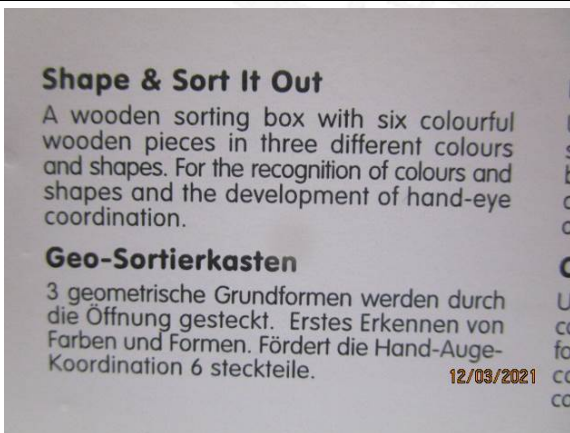 Shape & Sort It Out
A wooden sorting box with six colourful
wooden pieces in three different colours
and shapes. For the recognition of colours and
shapes and the development of hand-eye
coordination.
Geo-Sortierkasten
3 geometrische Grundformen werden durch
die Öffnung gesteckt. Erstes Erkennen von
Farben und Formen. Fördert die Hand-Auge-
Koordination 6 steckteile.
12/03/2021